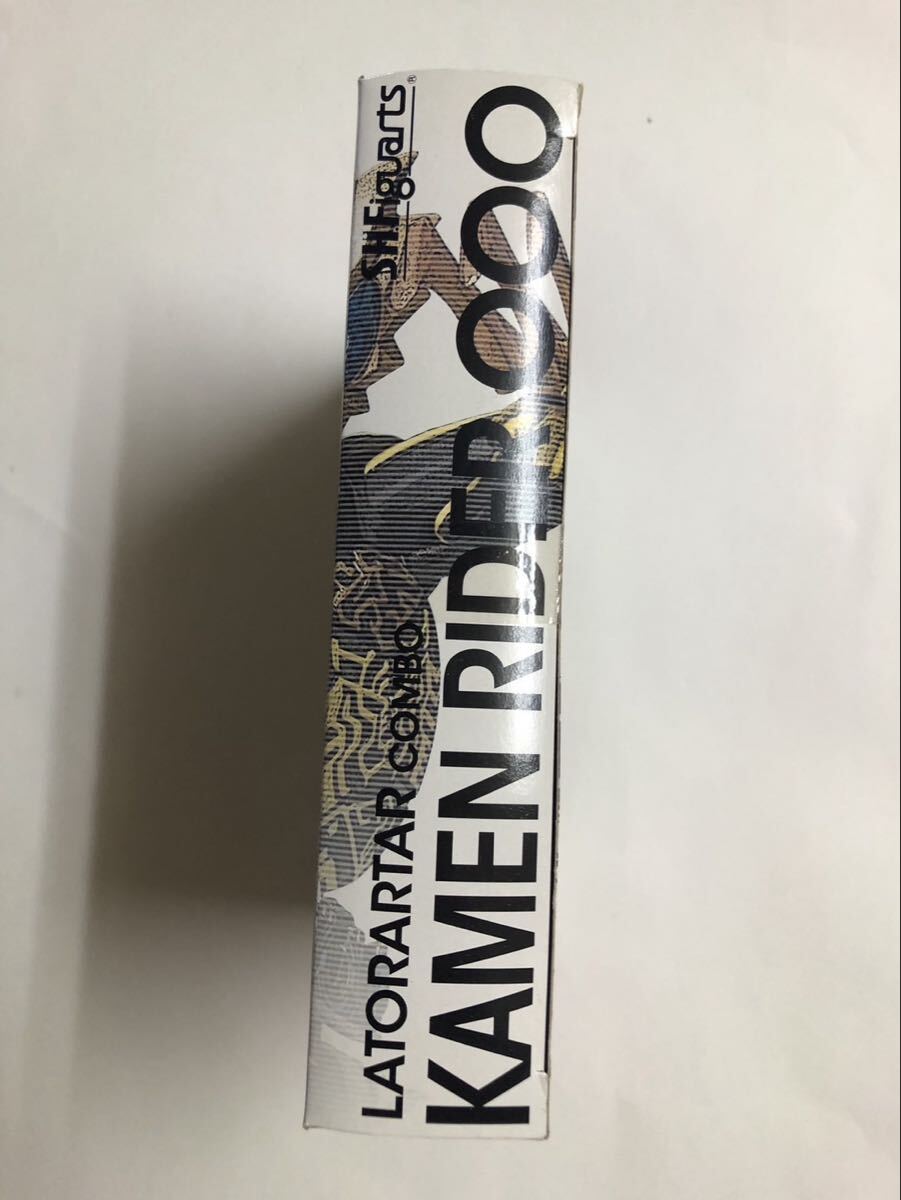 S.H.Figuarts®
LATORARTAR COMBO
KAMEN RIDER OOO